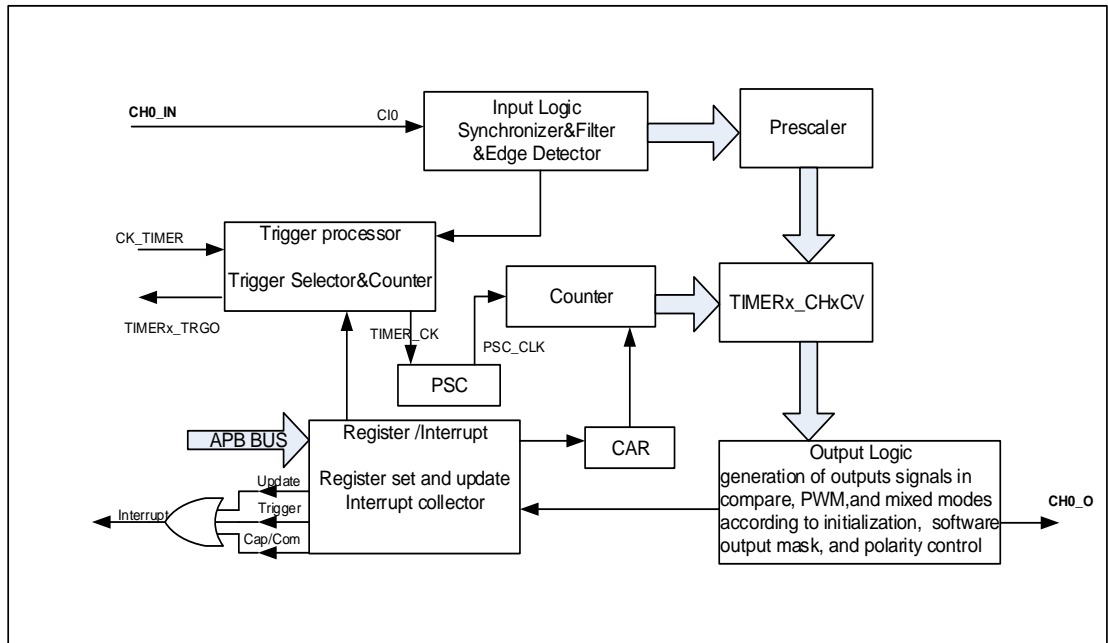 CH0_IN
CI0
Input Logic
Synchronizer&Filter
&Edge Detector
Prescaler
CK_TIMER
Trigger processor
Trigger Selector&Counter
TIMERx_TRGO
TIMER_CK
PSC_CLK
Counter
TIMERx_CHxCV
PSC
APB BUS
Register /Interrupt
Register set and update
Interrupt collector
CAR
Update
Trigger
Cap/Com
Interrupt
Output Logic
generation of outputs signals in
compare, PWM,and mixed modes
according to initialization, software
output mask, and polarity control
CH0_O